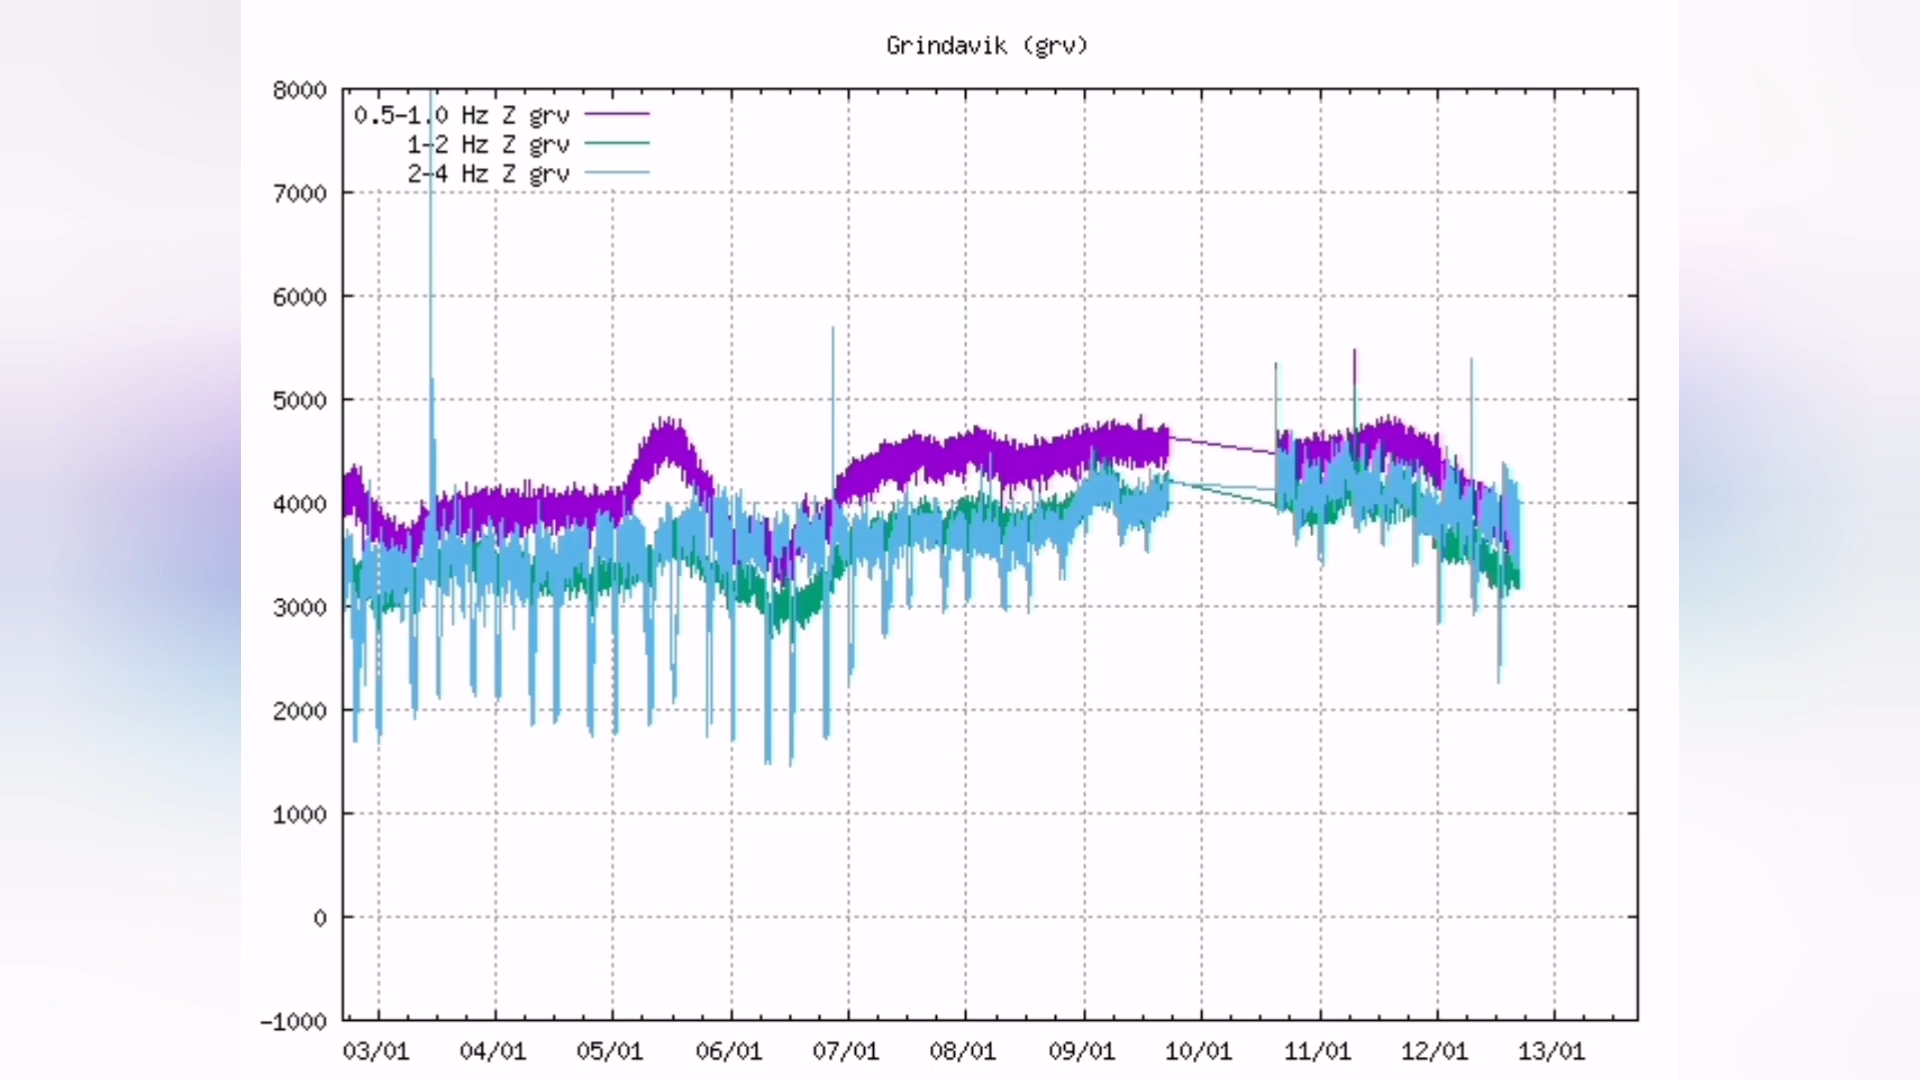 Grindavik (grv)
8000
0.5-1.0 Hz Z grv
1-2 Hz Z grv
2-4 Hz Z grv
7000
6000
5000
4000
3000
2000
1000
0
-1000
03/01 04/01 05/01 06/01 07/01 08/01 09/01 10/01 11/01 12/01 13/01